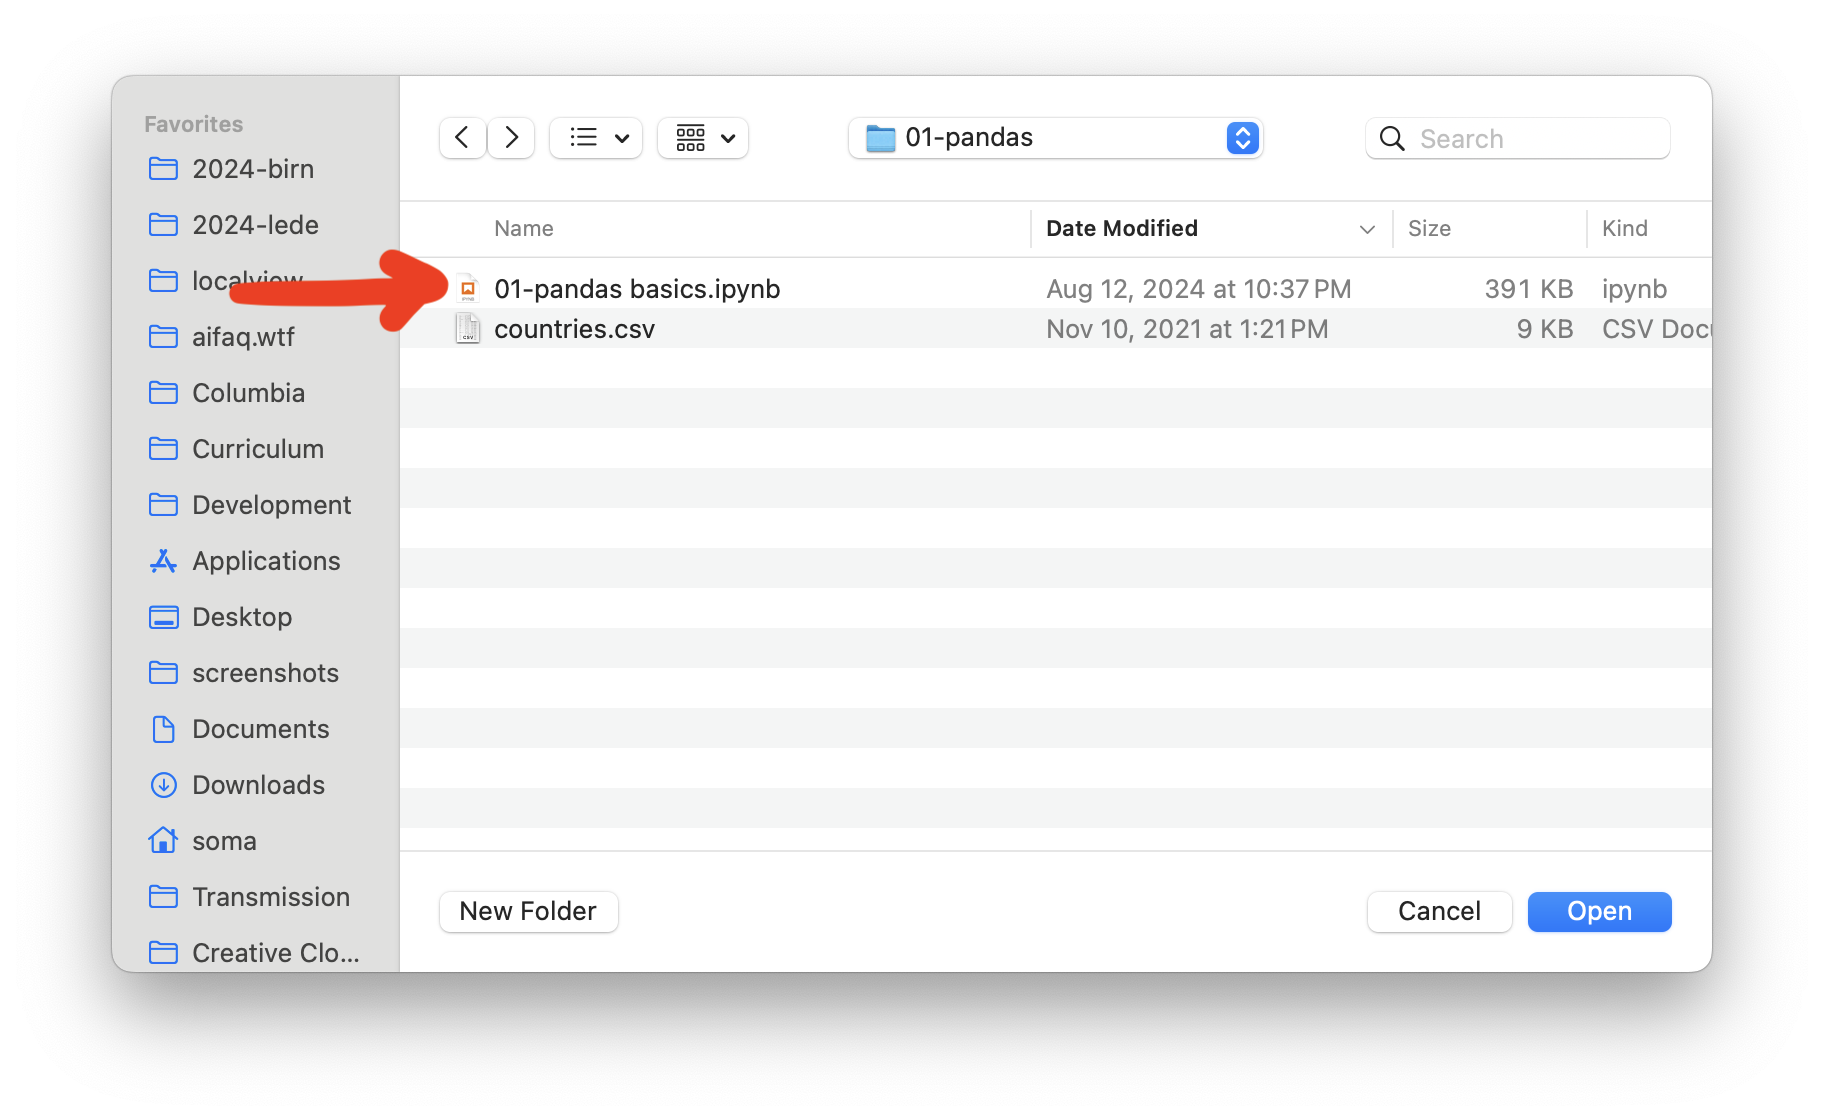 Favorites
2024-birn
2024-lede
localview
aifaq.wtf
Columbia
Curriculum
Development
Applications
Desktop
screenshots
Documents
Downloads
soma
Transmission
Creative Clo...
01-pandas
Search
Name Date Modified Size Kind
01-pandas basics.ipynb Aug 12, 2024 at 10:37 PM 391 KB ipynb
countries.csv Nov 10, 2021 at 1:21 PM 9 KB CSV Docu
New Folder Cancel Open